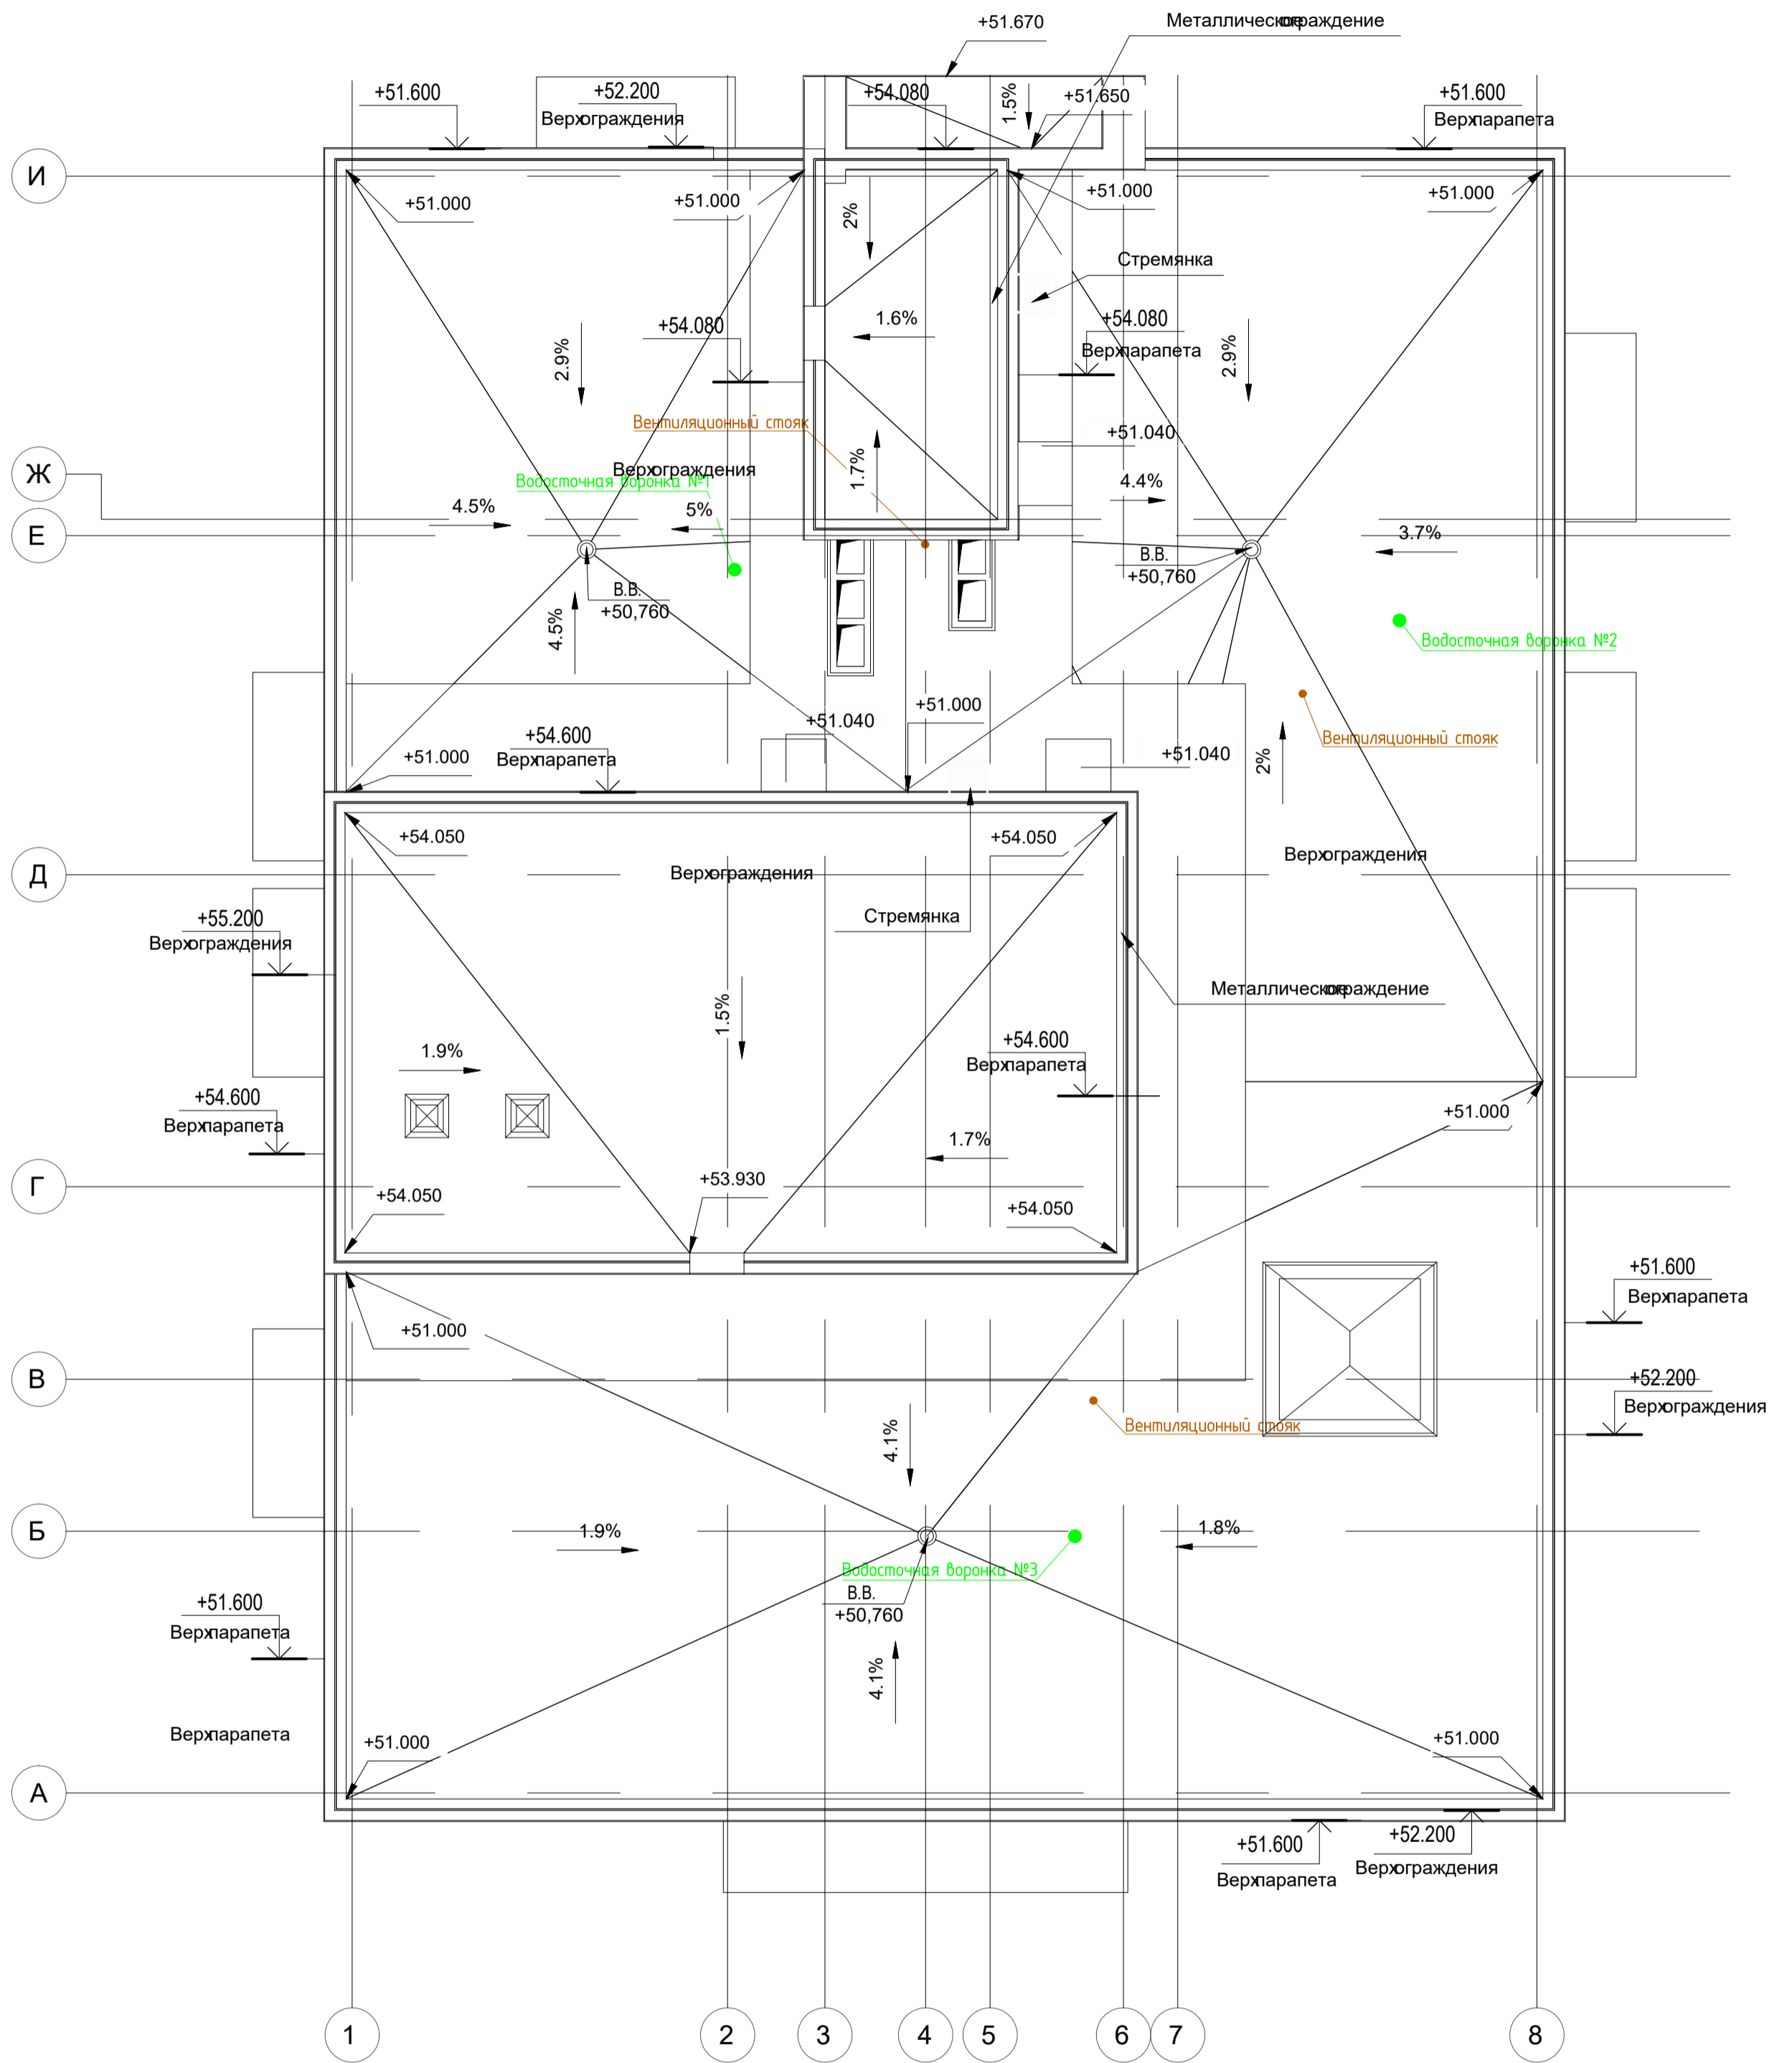 +51.670
Металлическое ограждение
+51.600
+52.200
Верх ограждения
+54.080
1.5%
+51.650
+51.600
Верх парапета
И
+51.000
+51.000
2%
+51.000
+51.000
Стремянка
+54.080
1.6%
+54.080
Верх парапета
2.9%
2.9%
Вентиляционный стояк
+51.040
Верх ограждения
Ж
Водосточная воронка №1
1.7%
4.4%
4.5%
5%
Е
3.7%
В.В.
+50,760
В.В.
+50,760
4.5%
Водосточная воронка №2
+51.040
+51.000
Вентиляционный стояк
+54.600
Верх парапета
+51.000
+51.040
2%
+54.050
+54.050
Верх ограждения
Д
Верх ограждения
Стремянка
+55.200
Верх ограждения
Металлическое ограждение
1.5%
1.9%
+54.600
Верх парапета
+54.600
Верх парапета
+51.000
1.7%
Г
+53.930
+54.050
+54.050
+51.600
Верх парапета
+51.000
В
+52.200
Верх ограждения
Вентиляционный стояк
4.1%
Б
1.9%
1.8%
Водосточная воронка №3
В.В.
+50,760
+51.600
Верх парапета
4.1%
Верх парапета
+51.000
+51.000
А
+51.600
Верх парапета
+52.200
Верх ограждения
1
2
3
4
5
6
7
8